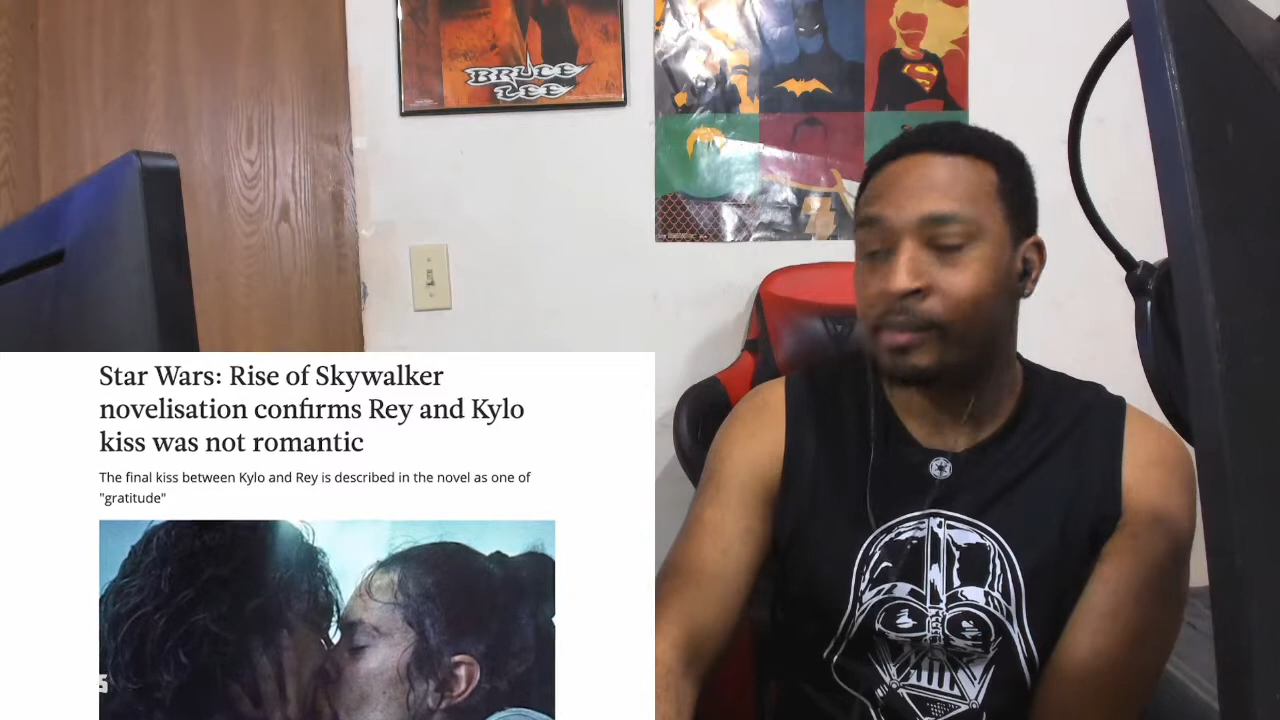 BRUCE
LEE
Star Wars: Rise of Skywalker
novelisation confirms Rey and Kylo
kiss was not romantic
The final kiss between Kylo and Rey is described in the novel as one of
"gratitude"